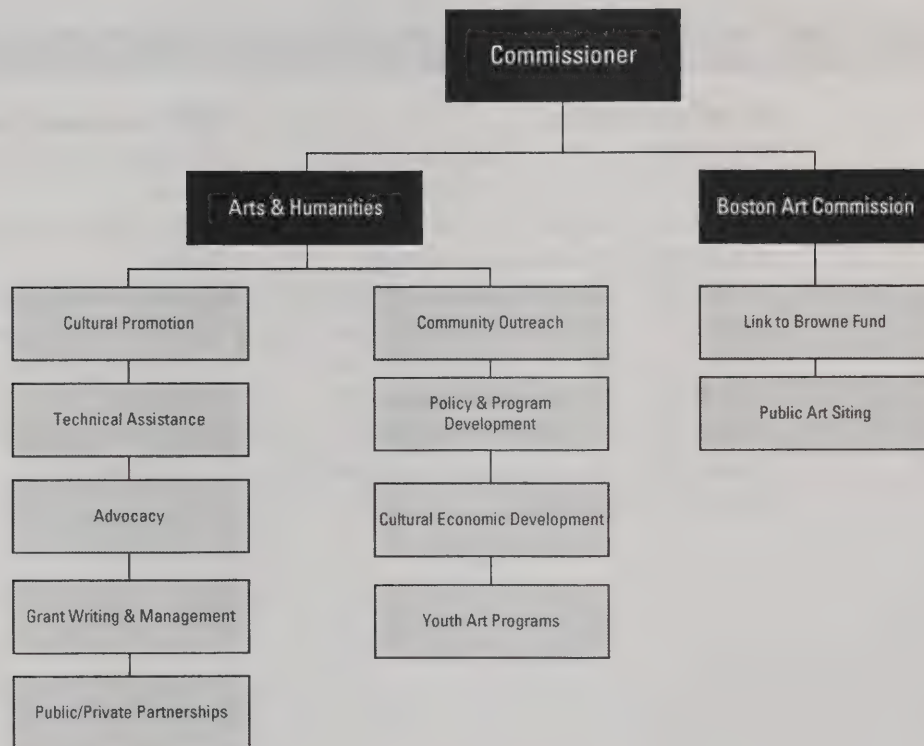 Commissioner
Arts & Humanities
Boston Art Commission
Cultural Promotion
Community Outreach
Link to Browne Fund
Technical Assistance
Policy & Program
Development
Public Art Siting
Advocacy
Cultural Economic Development
Grant Writing & Management
Youth Art Programs
Public/Private Partnerships